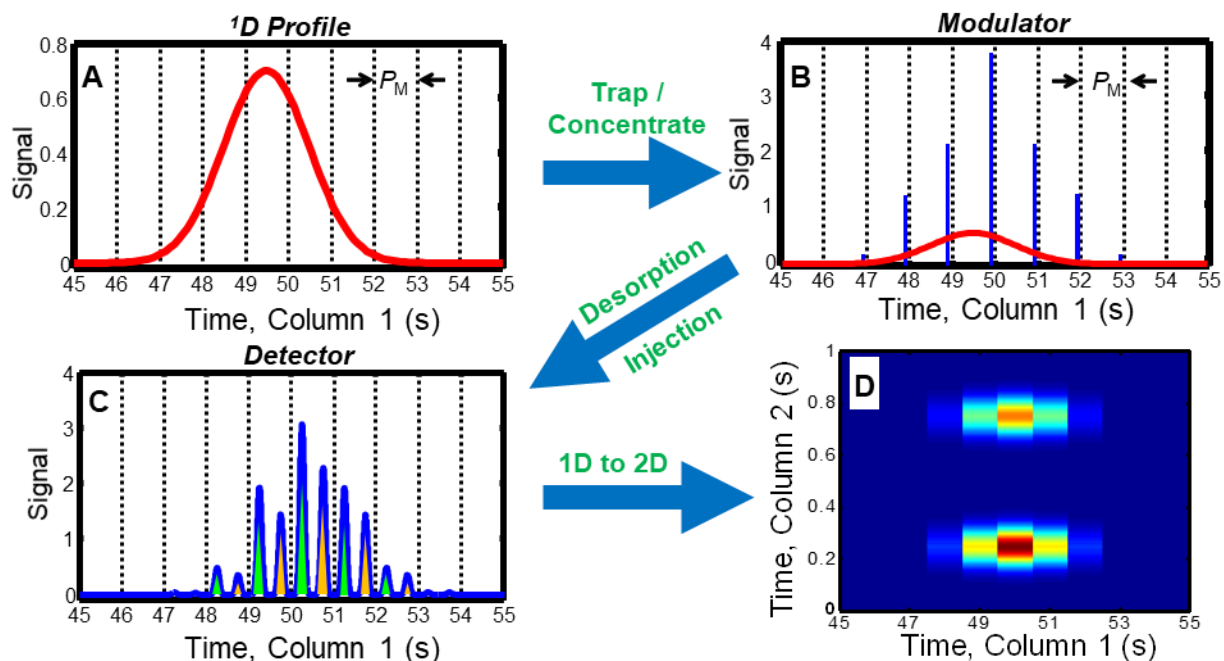 ¹D Profile
A
P_M
0.8
0.6
0.4
0.2
0
Signal
45 46 47 48 49 50 51 52 53 54 55
Time, Column 1 (s)
Trap /
Concentrate
Modulator
B
P_M
4
3
2
1
0
Signal
45 46 47 48 49 50 51 52 53 54 55
Time, Column 1 (s)
Desorption
Injection
Detector
C
4
3
2
1
0
Signal
45 46 47 48 49 50 51 52 53 54 55
Time, Column 1 (s)
1D to 2D
D
1
0.8
0.6
0.4
0.2
0
Time, Column 2 (s)
45 47 49 51 53 55
Time, Column 1 (s)